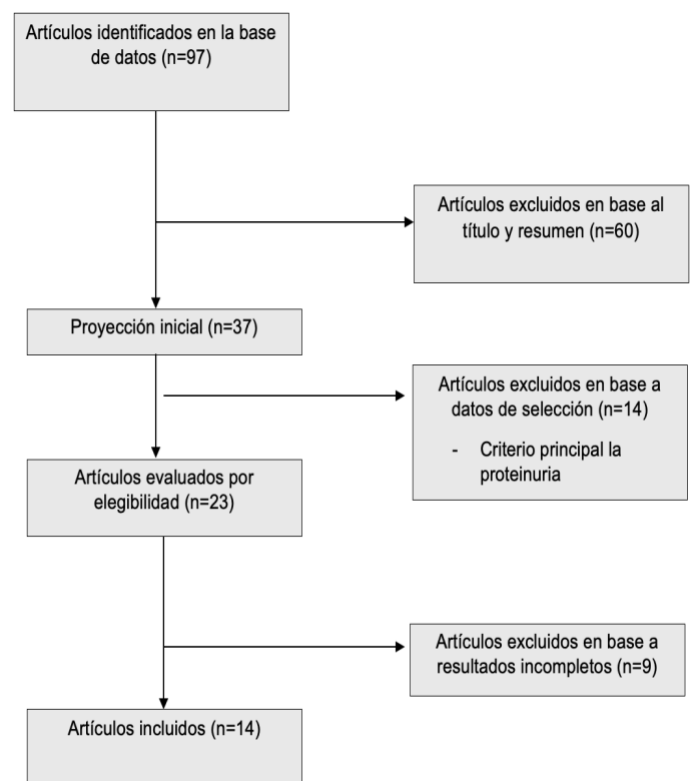 Artículos identificados en la base
de datos (n=97)
Artículos excluidos en base al
título y resumen (n=60)
Proyección inicial (n=37)
Artículos excluidos en base a
datos de selección (n=14)
- Criterio principal la
proteinuria
Artículos evaluados por
elegibilidad (n=23)
Artículos excluidos en base a
resultados incompletos (n=9)
Artículos incluidos (n=14)